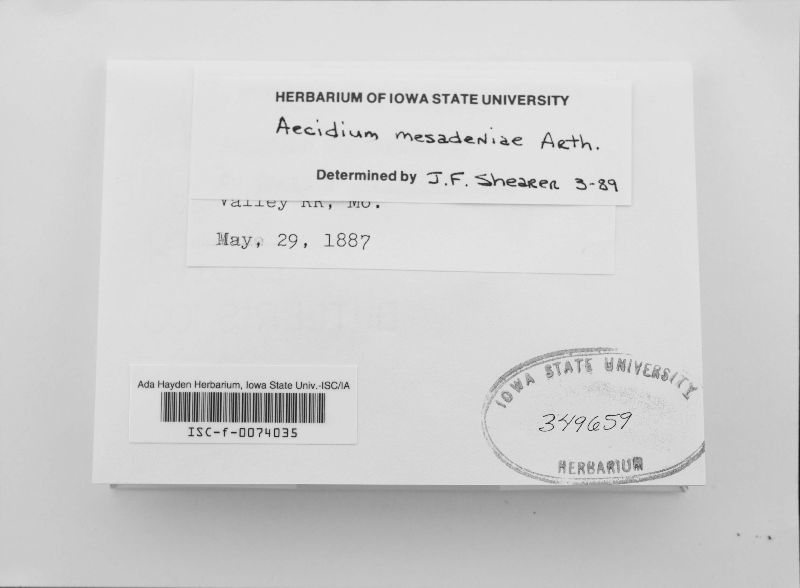 HERBARIUM OF IOWA STATE UNIVERSITY
Aecidium mesadeniae Arth.
Determined by J.F. Shearer 3-89
Valley RR, Mo.
May, 29, 1887
Ada Hayden Herbarium, Iowa State Univ.-ISC/IA
ISC-f-0074035
IOWA STATE UNIVERSITY
349659
HERBARIUM